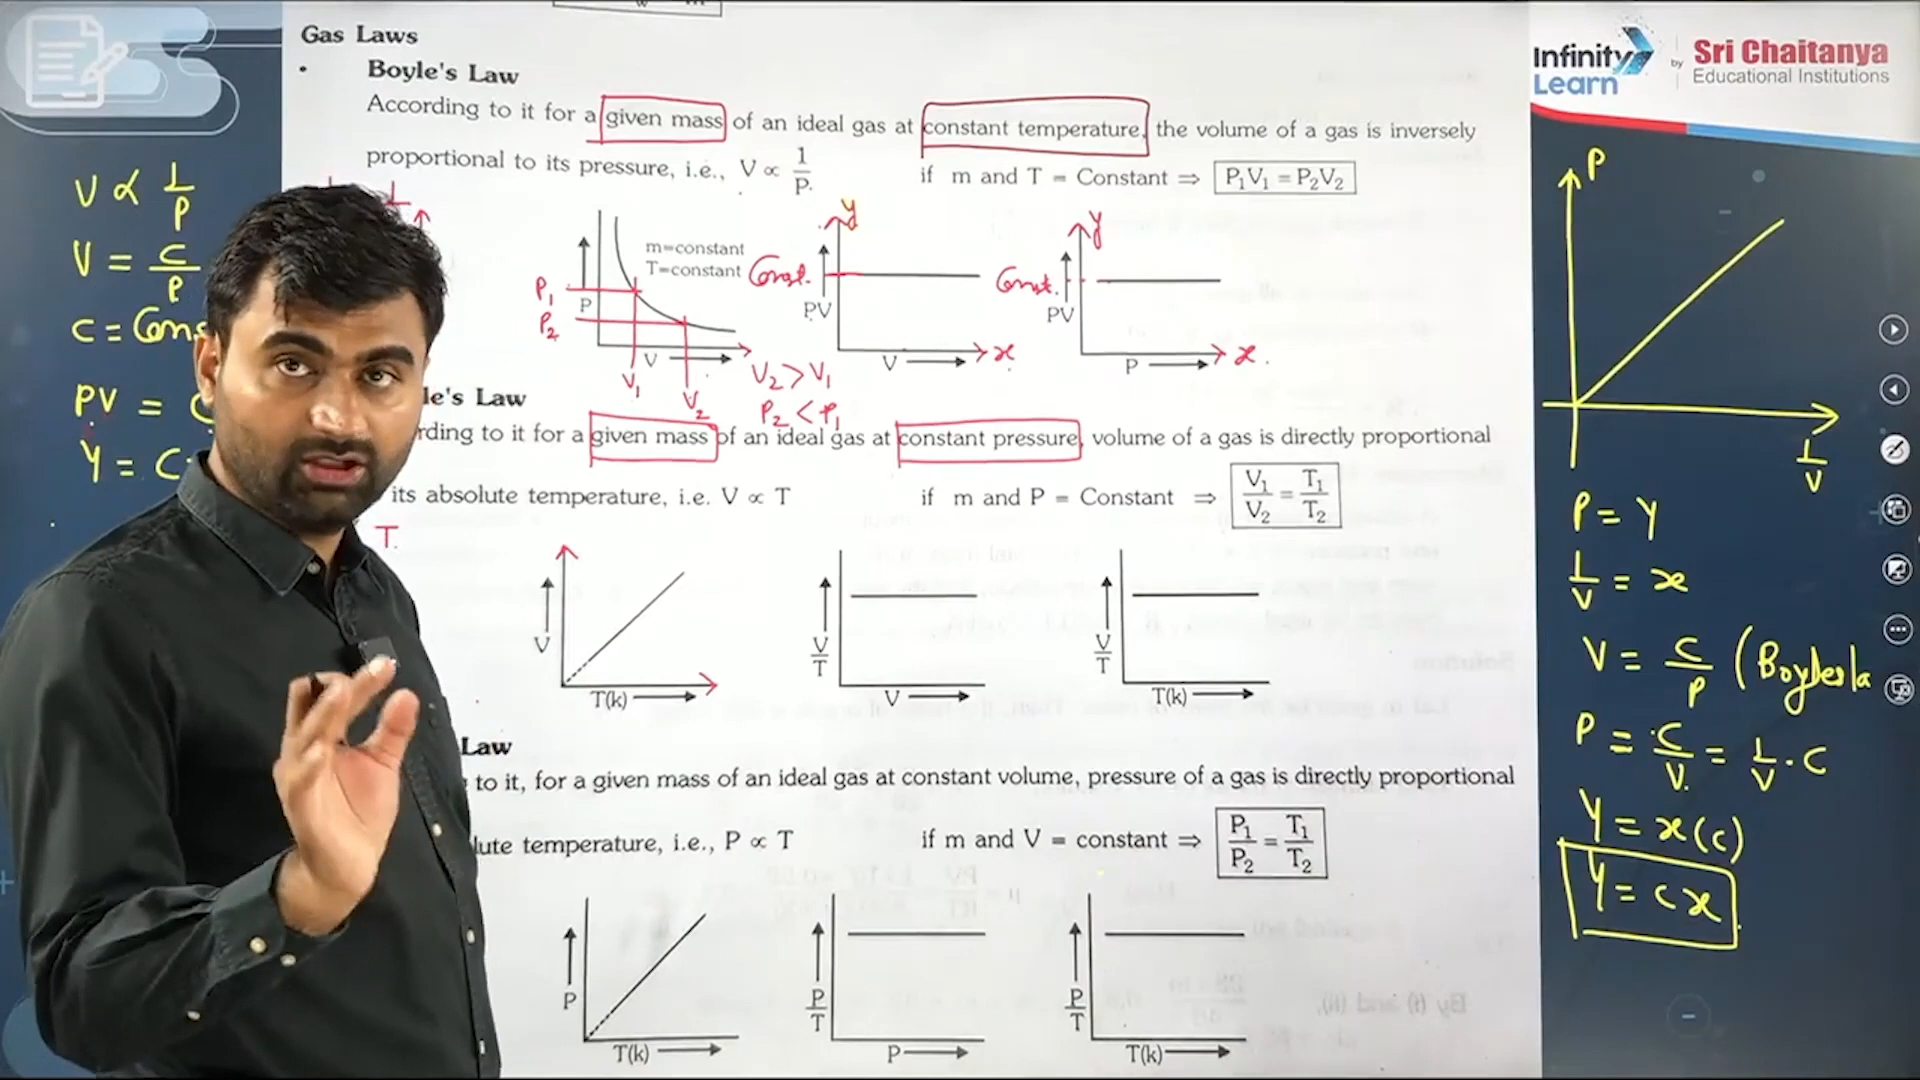 Gas Laws
• Boyle's Law
According to it for a given mass of an ideal gas at constant temperature, the volume of a gas is inversely
proportional to its pressure, i.e., V ∝ 1/P. if m and T = Constant ⇒ P₁V₁ = P₂V₂
m=constant
T=constant
P
V
P₁
P₂
V₁
V₂
V₂ > V₁
P₂ < P₁
y
Const.
PV
V
x
y
Const.
PV
P
x
le's Law
rding to it for a given mass of an ideal gas at constant pressure, volume of a gas is directly proportional
its absolute temperature, i.e. V ∝ T if m and P = Constant ⇒ V₁/V₂ = T₁/T₂
T.
V
T(k)
V/T
V
V/T
T(k)
Law
to it, for a given mass of an ideal gas at constant volume, pressure of a gas is directly proportional
lute temperature, i.e., P ∝ T if m and V = constant ⇒ P₁/P₂ = T₁/T₂
P
T(k)
P/T
P
P/T
T(k)
V ∝ 1/P
V = C/P
C = Cons
PV =
Y = C
Infinity Learn
by
Sri Chaitanya
Educational Institutions
P
1/V
P = Y
1/V = x
V = C/P (Boyles la
P = C/V = 1/V · C
Y = x(c)
Y = cx